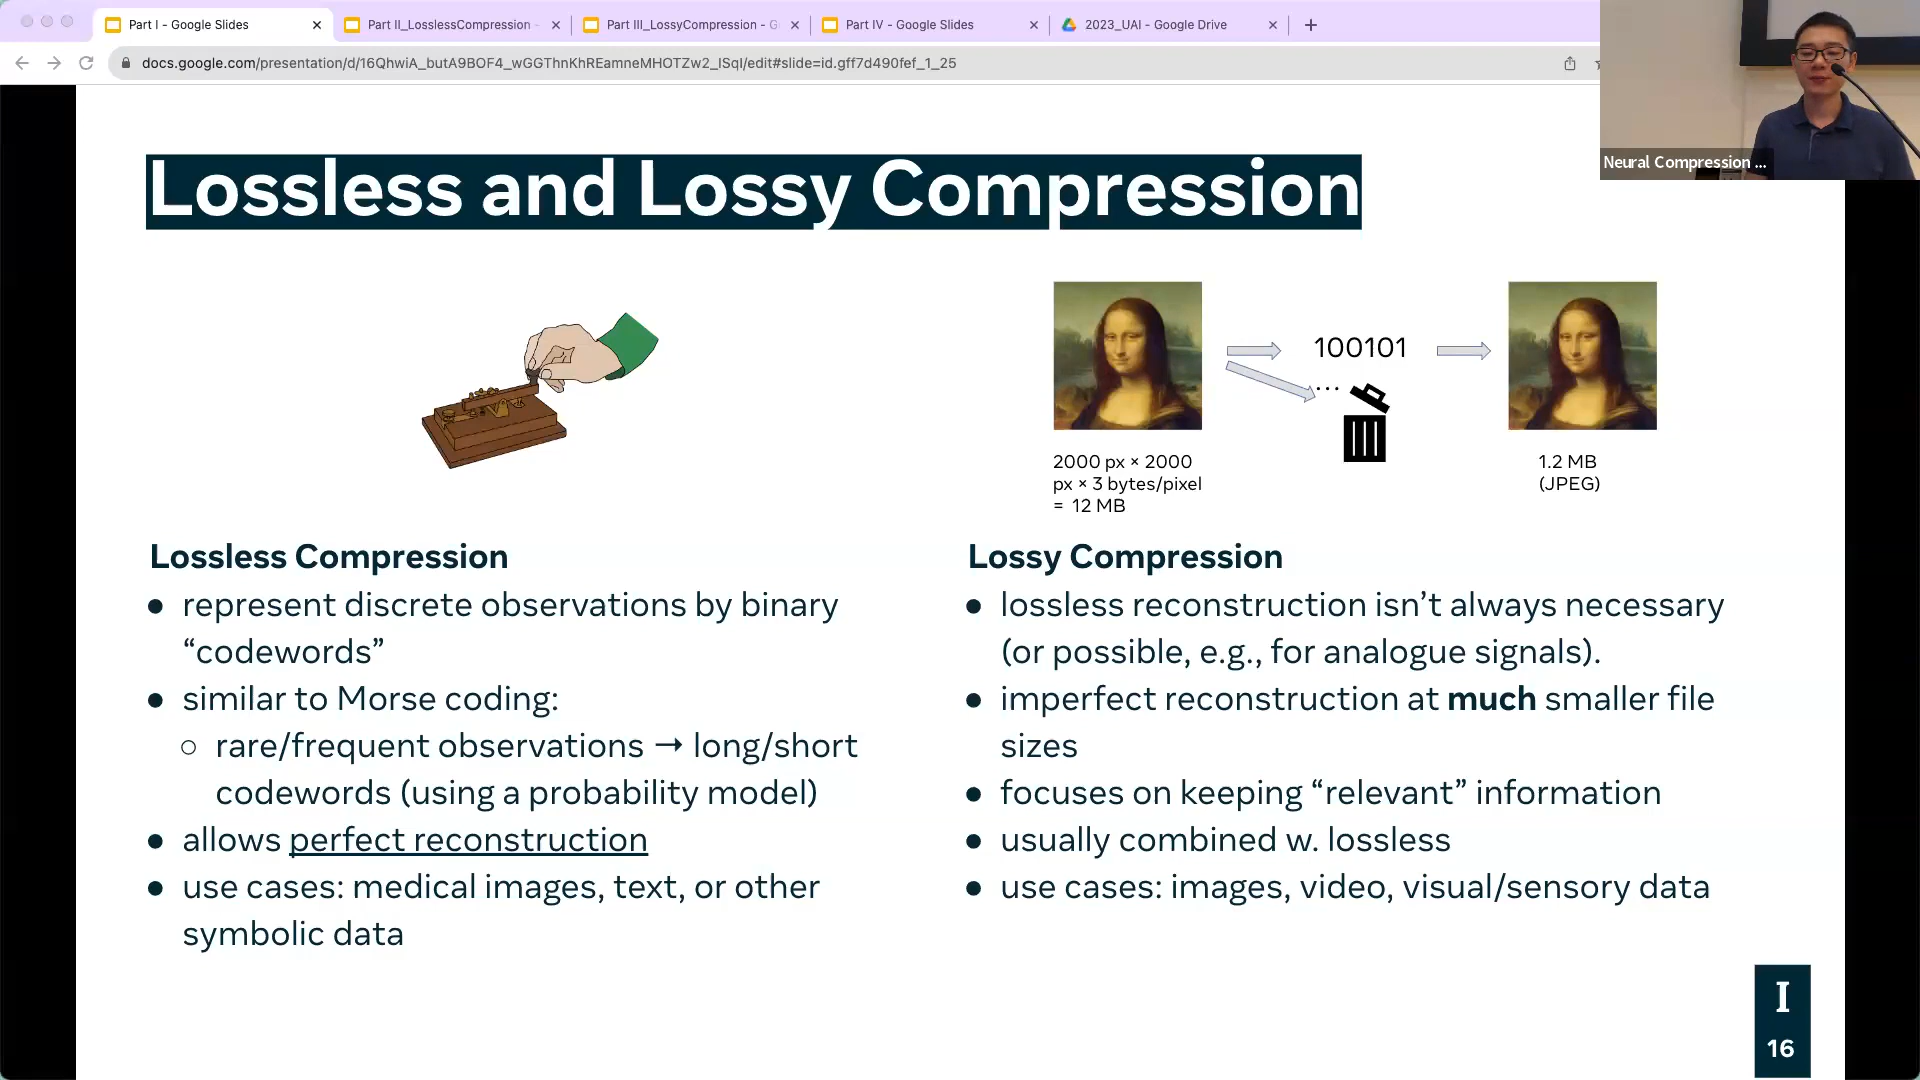 Part I - Google Slides
Part II_LosslessCompression -
Part III_LossyCompression - G
Part IV - Google Slides
2023_UAI - Google Drive
docs.google.com/presentation/d/16QhwiA_butA9BOF4_wGGThnKhREamneMHOTZw2_ISqI/edit#slide=id.gff7d490fef_1_25
Neural Compression ...
Lossless and Lossy Compression
100101
...
2000 px × 2000
px × 3 bytes/pixel
= 12 MB
1.2 MB
(JPEG)
Lossless Compression
● represent discrete observations by binary
“codewords”
● similar to Morse coding:
○ rare/frequent observations → long/short
codewords (using a probability model)
● allows perfect reconstruction
● use cases: medical images, text, or other
symbolic data
Lossy Compression
● lossless reconstruction isn’t always necessary
(or possible, e.g., for analogue signals).
● imperfect reconstruction at much smaller file
sizes
● focuses on keeping “relevant” information
● usually combined w. lossless
● use cases: images, video, visual/sensory data
I
16